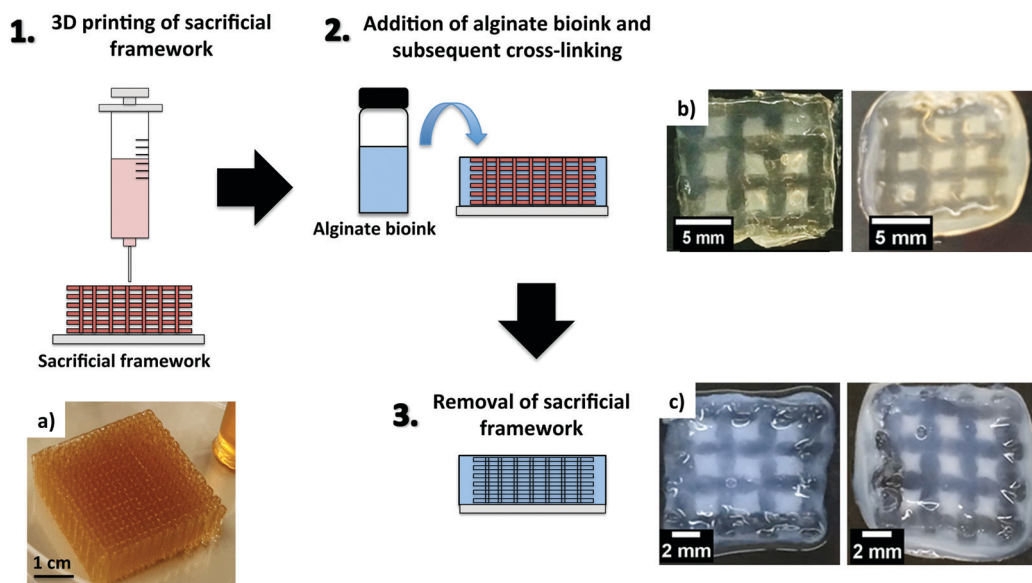 1.
3D printing of sacrificial
framework
2.
Addition of alginate bioink and
subsequent cross-linking
Alginate bioink
Sacrificial framework
a)
1 cm
3.
Removal of sacrificial
framework
b)
5 mm
5 mm
c)
2 mm
2 mm